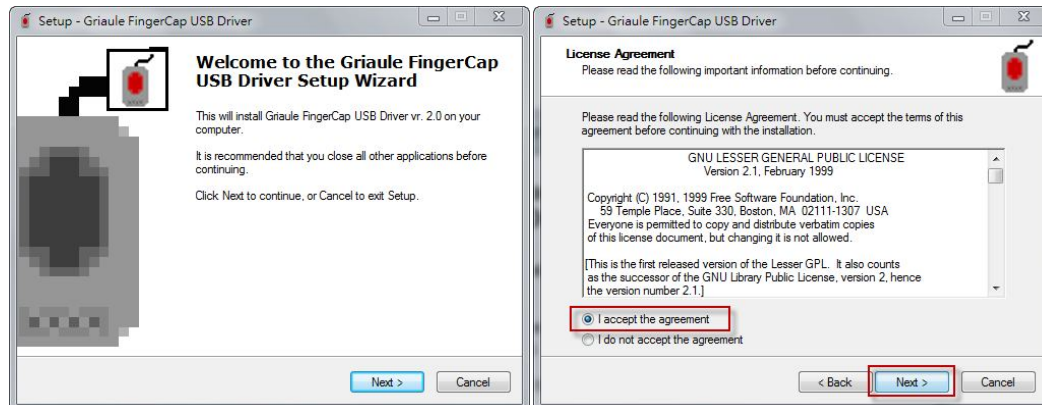 Setup - Griaule FingerCap USB Driver
Welcome to the Griaule FingerCap
USB Driver Setup Wizard
This will install Griaule FingerCap USB Driver vr. 2.0 on your
computer.
It is recommended that you close all other applications before
continuing.
Click Next to continue, or Cancel to exit Setup.
Next >
Cancel
Setup - Griaule FingerCap USB Driver
License Agreement
Please read the following important information before continuing.
Please read the following License Agreement. You must accept the terms of this
agreement before continuing with the installation.
GNU LESSER GENERAL PUBLIC LICENSE
Version 2.1, February 1999
Copyright (C) 1991, 1999 Free Software Foundation, Inc.
59 Temple Place, Suite 330, Boston, MA 02111-1307 USA
Everyone is permitted to copy and distribute verbatim copies
of this license document, but changing it is not allowed.
[This is the first released version of the Lesser GPL. It also counts
as the successor of the GNU Library Public License, version 2, hence
the version number 2.1.]
I accept the agreement
I do not accept the agreement
< Back
Next >
Cancel